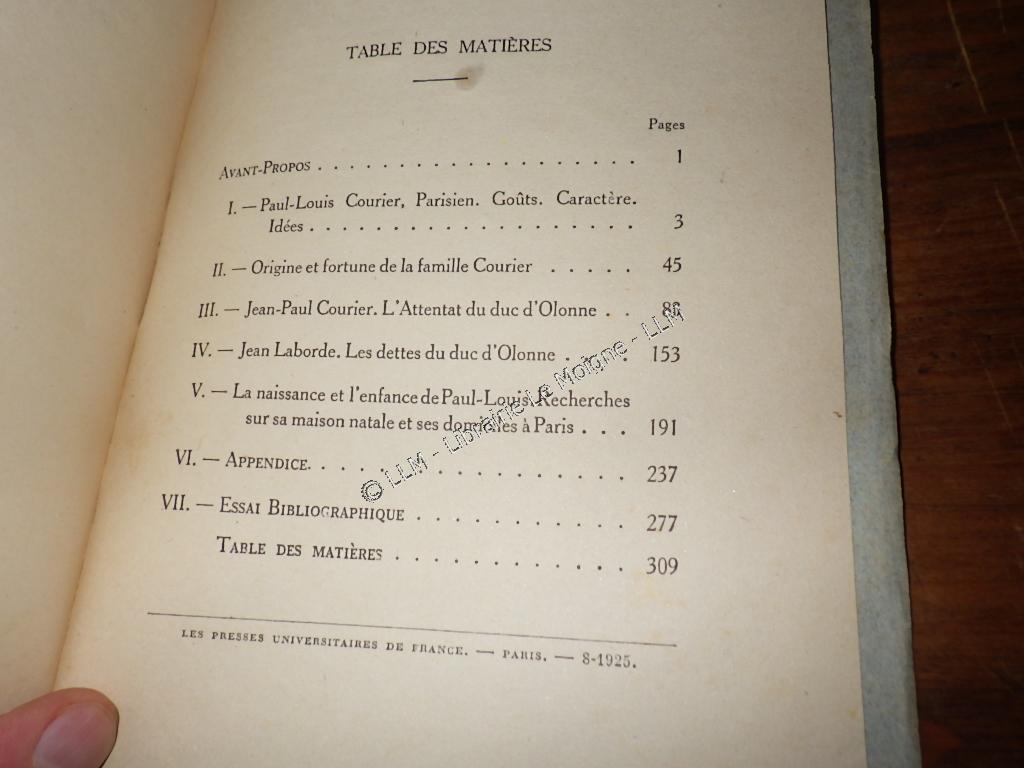 TABLE DES MATIÈRES
Pages
AVANT-PROPOS . . . . . . . . . . . . . . . . . . 1
I. — Paul-Louis Courier, Parisien. Goûts. Caractère.
Idées . . . . . . . . . . . . . . . . . . . 3
II. — Origine et fortune de la famille Courier . . . . . 45
III. — Jean-Paul Courier. L'Attentat du duc d'Olonne . .
IV. — Jean Laborde. Les dettes du duc d'Olonne . . . 153
V. — La naissance et l'enfance de Paul-Louis. Recherches
sur sa maison natale et ses domiciles à Paris . . . 191
VI. — APPENDICE. . . . . . . . . . . . . . . . . 237
VII. — ESSAI BIBLIOGRAPHIQUE . . . . . . . . . . . 277
TABLE DES MATIÈRES . . . . . . . . . . . . 309
LES PRESSES UNIVERSITAIRES DE FRANCE. — PARIS. — 8-1925.
© LLM - Librairie Le Moigne - LLM